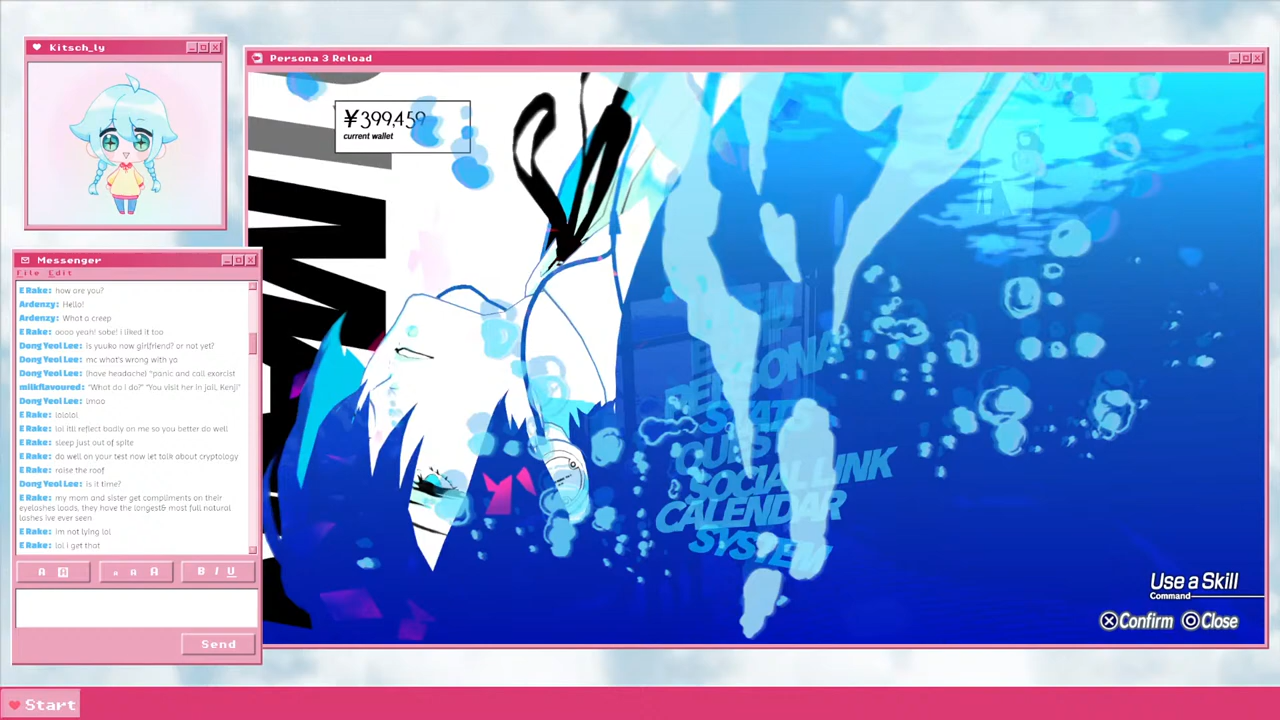 Kitsch_ly
Persona 3 Reload
¥399,459
current wallet
Messenger
File Edit
E Rake: how are you?
Ardenzy: Hello!
Ardenzy: What a creep
E Rake: oooo yeah! sobe! i liked it too
Dong Yeol Lee: is yuuko now girlfriend? or not yet?
Dong Yeol Lee: mc what's wrong with ya
Dong Yeol Lee: (have headache) *panic and call exorcist
milkflavoured: "What do i do?" "You visit her in jail, Kenji"
Dong Yeol Lee: lmao
E Rake: lalalal
E Rake: lol itll reflect badly on me so you better do well
E Rake: sleep just out of spite
E Rake: do well on your test now let talk about cryptology
E Rake: raise the roof
Dong Yeol Lee: is it time?
E Rake: my mom and sister get compliments on their
eyelashes loads, they have the longest& most full natural
lashes ive ever seen
E Rake: im not lying lol
E Rake: lol i get that
A A
A A A
B I U
Send
PERSONA
STATS
SOCIAL LINK
CALENDAR
SYSTEM
Use a Skill
Command
Confirm Close
Start